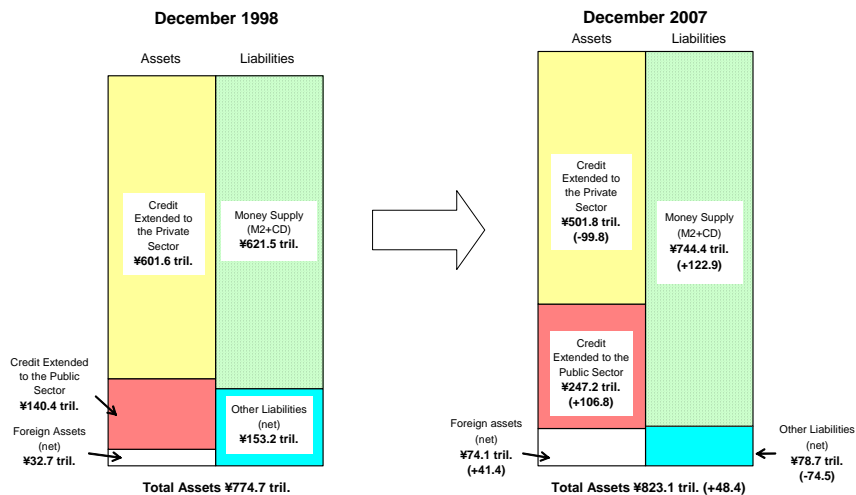 December 1998
Assets
Liabilities
Credit
Extended to
the Private
Sector
¥601.6 tril.
Money Supply
(M2+CD)
¥621.5 tril.
Credit Extended
to the Public
Sector
¥140.4 tril.
Foreign Assets
(net)
¥32.7 tril.
Other Liabilities
(net)
¥153.2 tril.
Total Assets ¥774.7 tril.
December 2007
Assets
Liabilities
Credit
Extended to
the Private
Sector
¥501.8 tril.
(-99.8)
Money Supply
(M2+CD)
¥744.4 tril.
(+122.9)
Credit
Extended to the
Public Sector
¥247.2 tril.
(+106.8)
Foreign assets
(net)
¥74.1 tril.
(+41.4)
Other Liabilities
(net)
¥78.7 tril.
(-74.5)
Total Assets ¥823.1 tril. (+48.4)